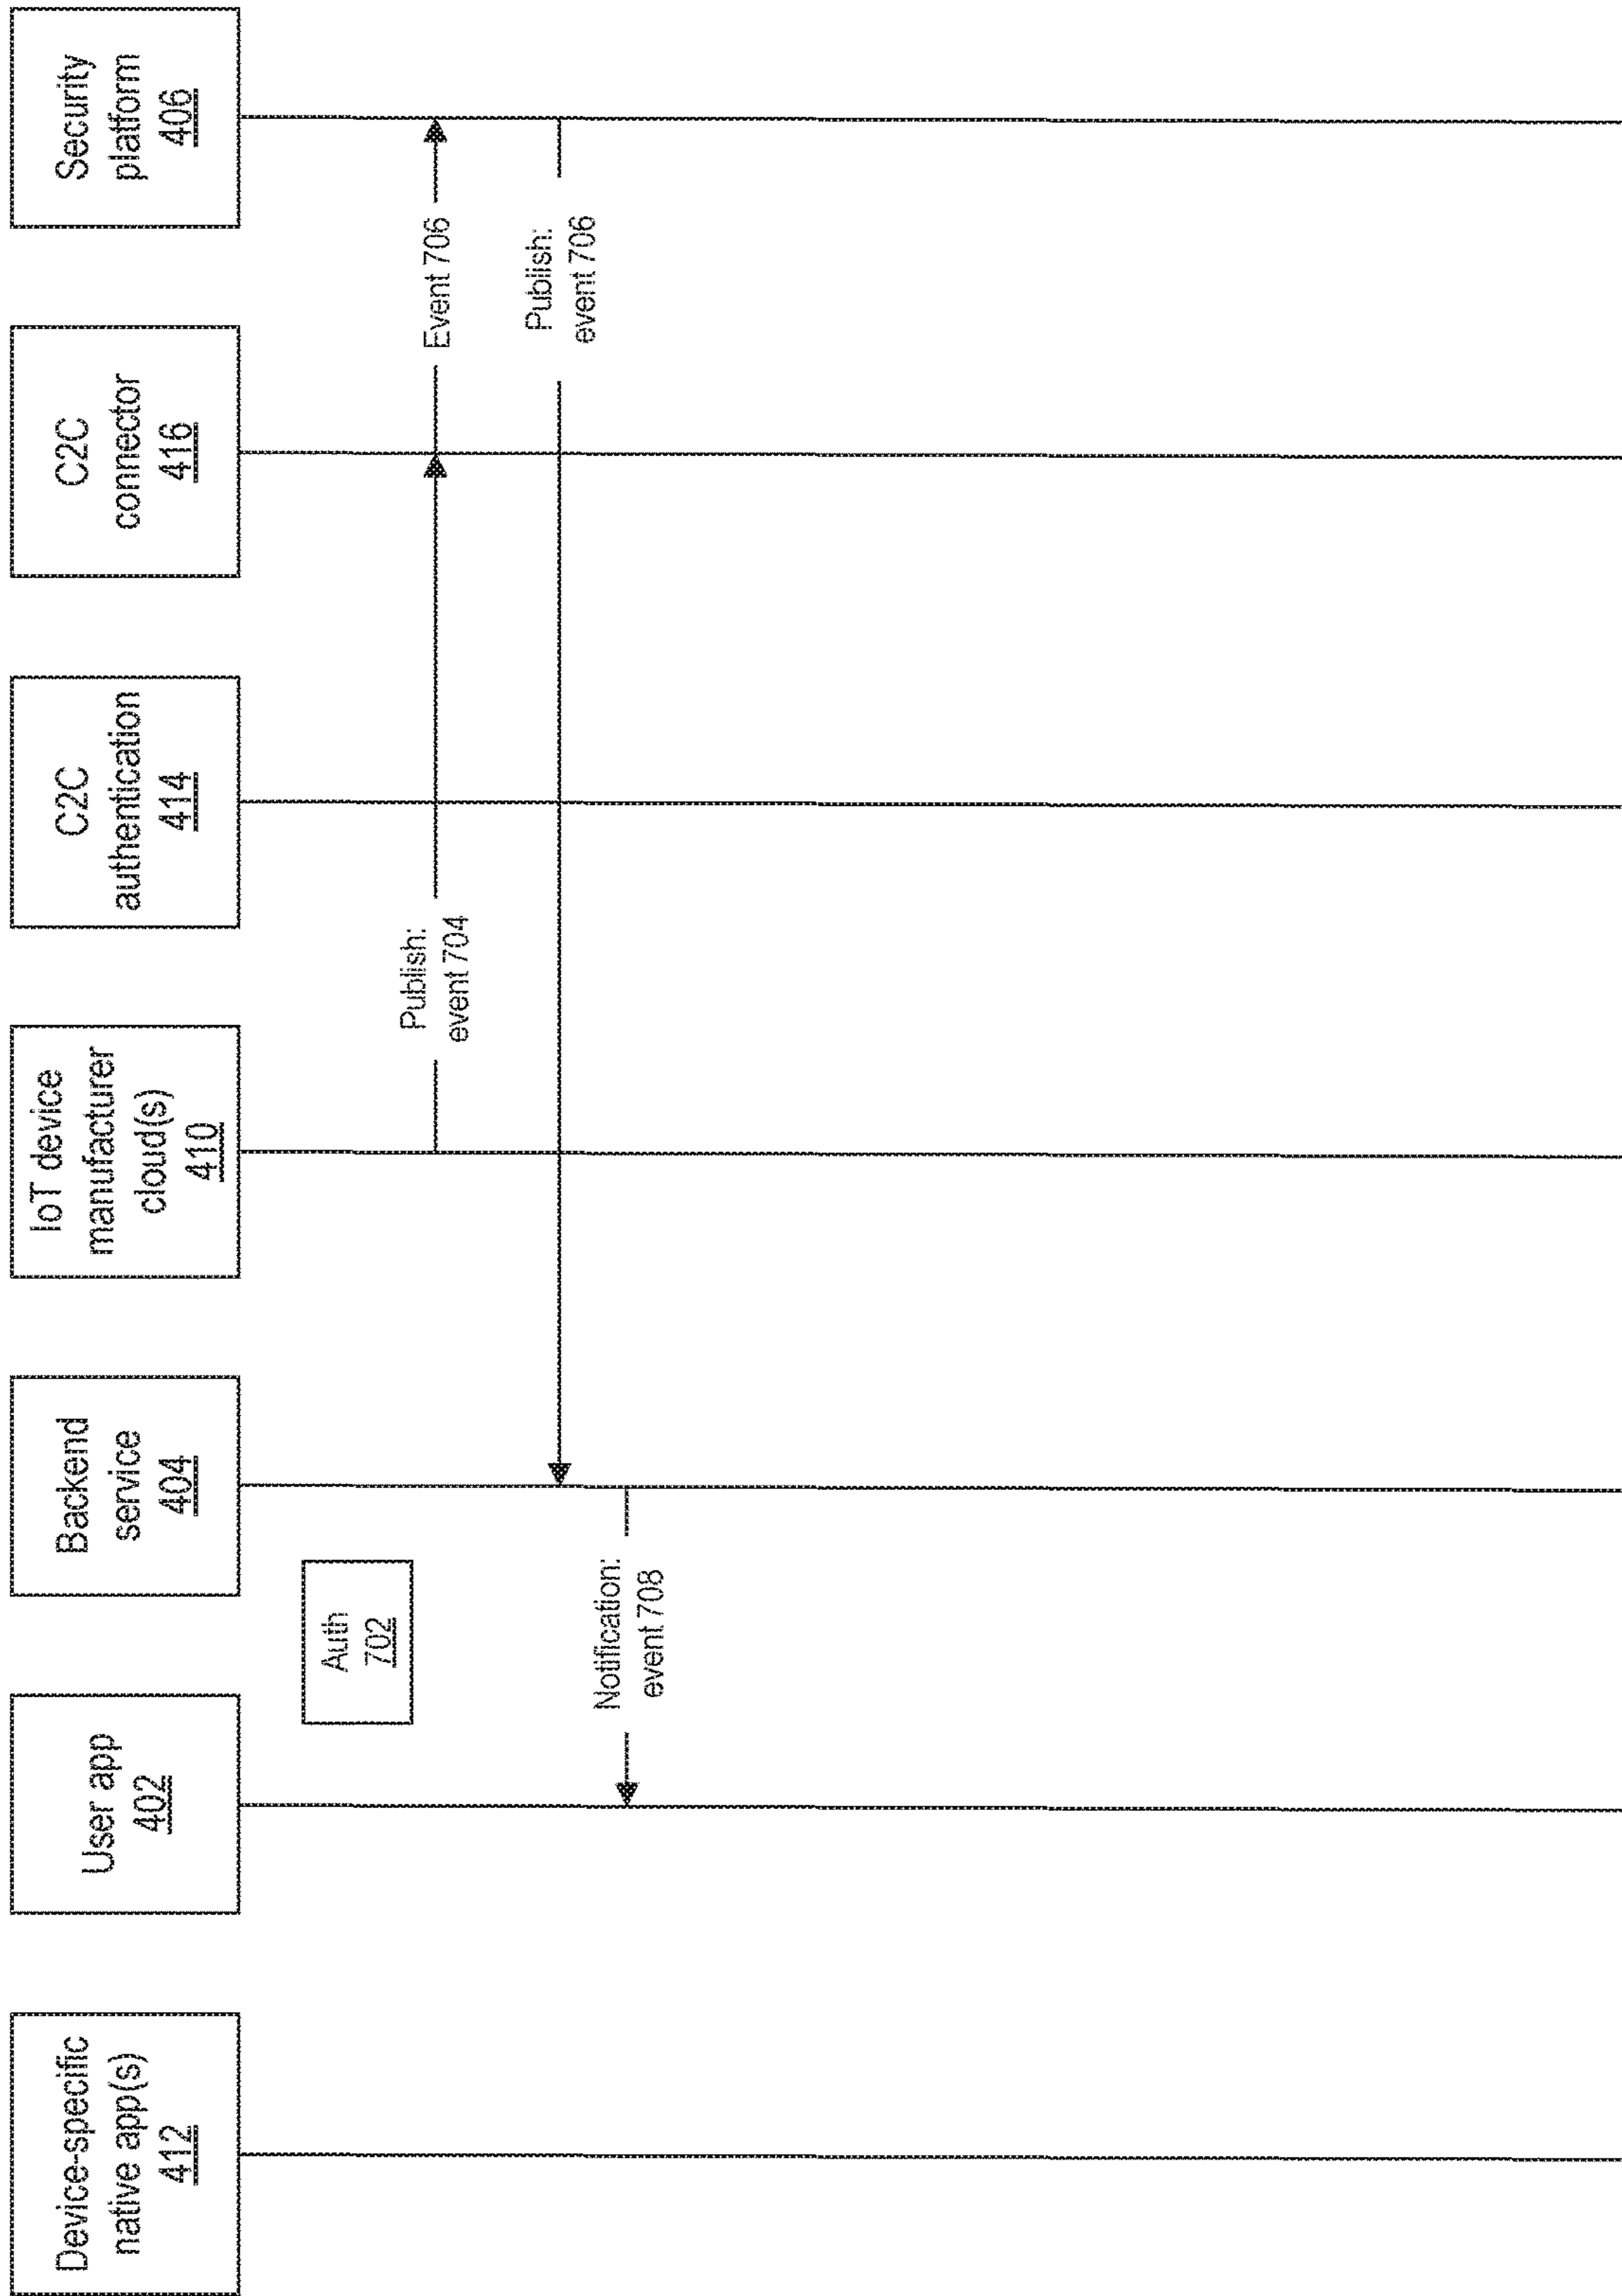 Device-specific
native app(s)
412
User app
402
Backend
service
404
IoT device
manufacturer
cloud(s)
410
C2C
authentication
414
C2C
connector
416
Security
platform
406
Auth
702
Publish:
event 704
Event 706
Publish:
event 706
Notification:
event 708